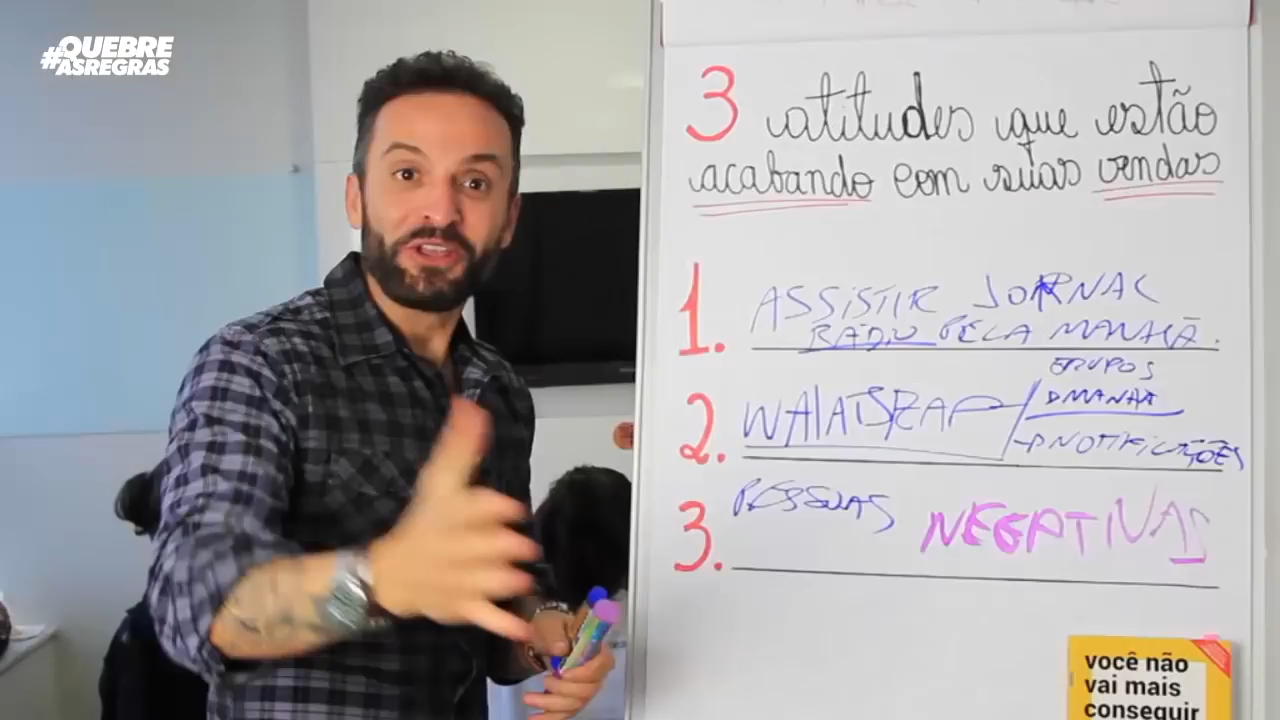 #QUEBRE
ASREGRAS
3 atitudes que estão
acabando com suas vendas
1. ASSISTIR JORNAL
RÁDIO PELA MANHÃ.
2. WHATSZAP
GRUPOS
MANHÃ
NOTIFICAÇÕES
3. PESSOAS NEGATIVAS
você não
vai mais
conseguir